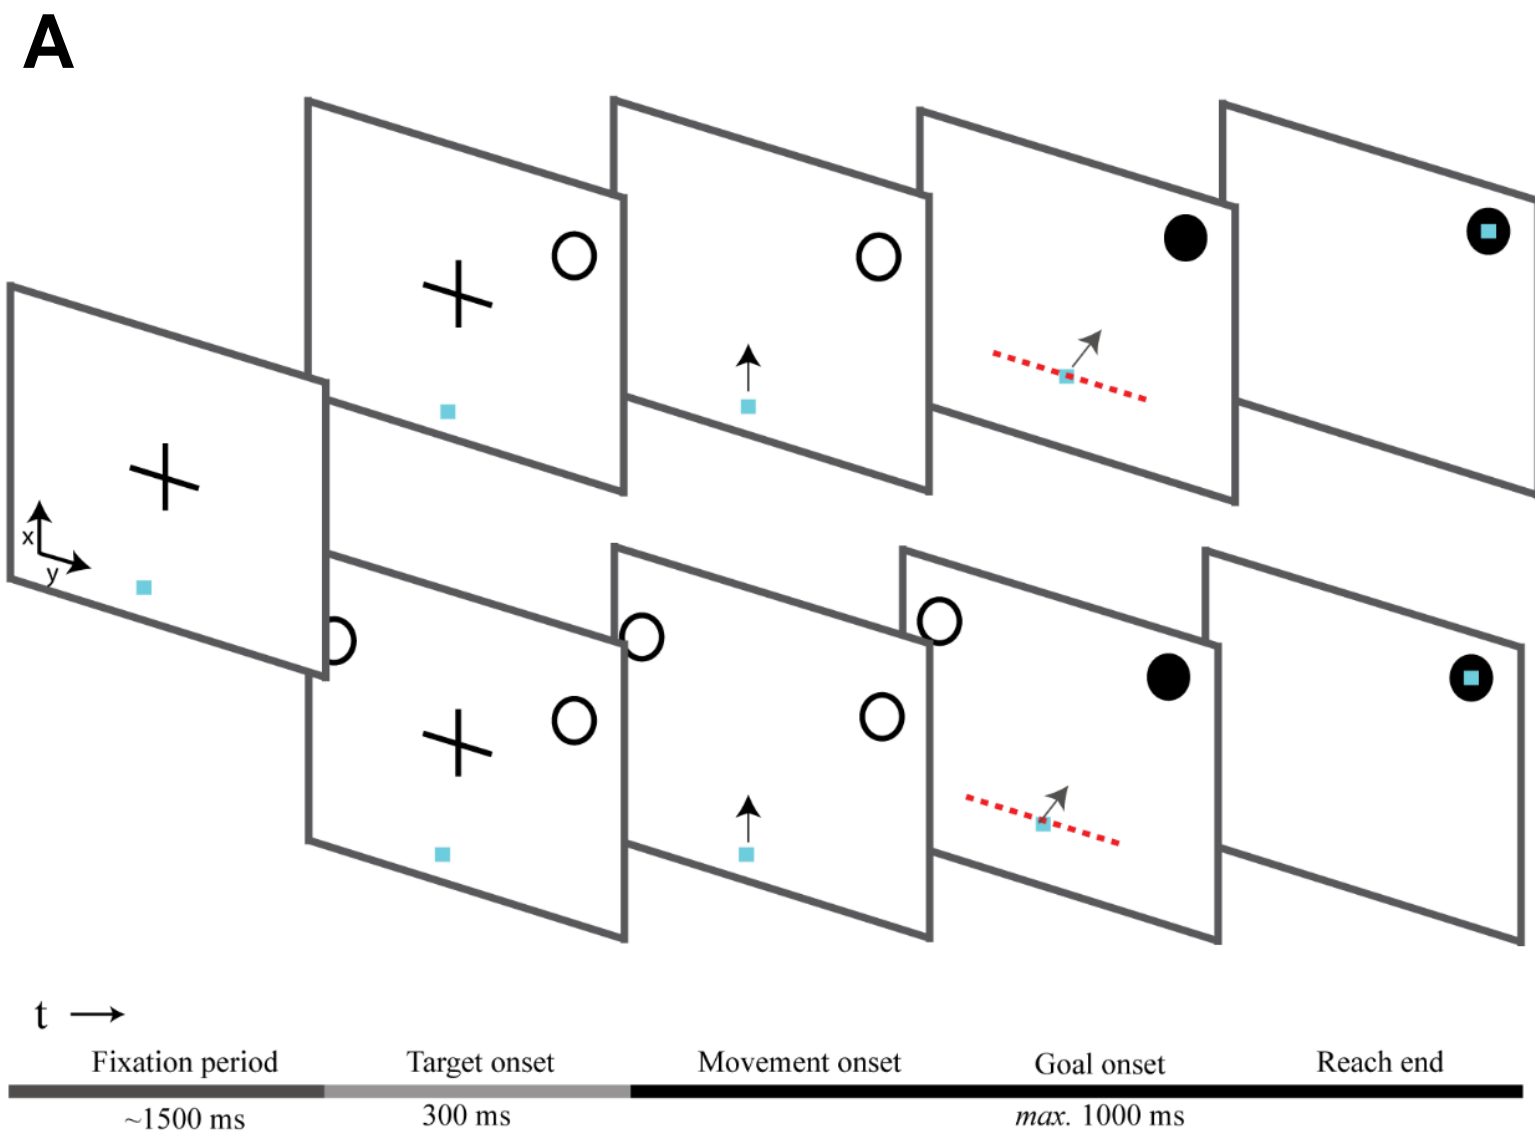 A
x
y
t
Fixation period Target onset Movement onset Goal onset Reach end
~1500 ms 300 ms max. 1000 ms